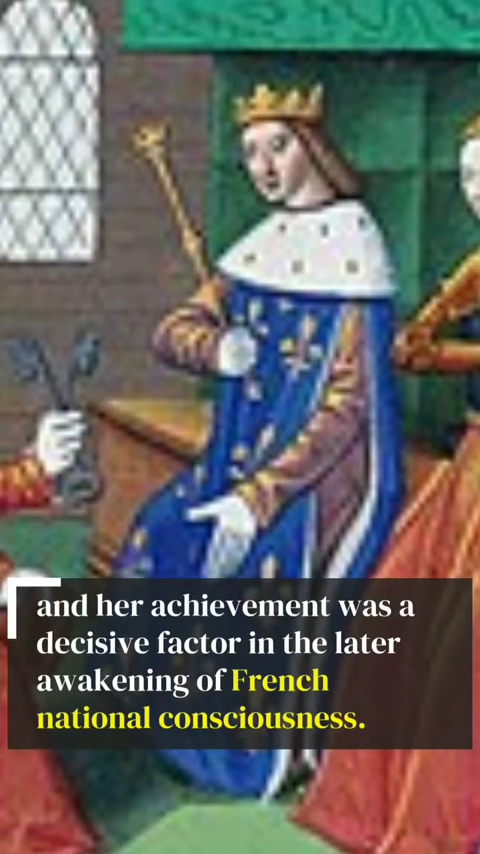 and her achievement was a
decisive factor in the later
awakening of French
national consciousness.